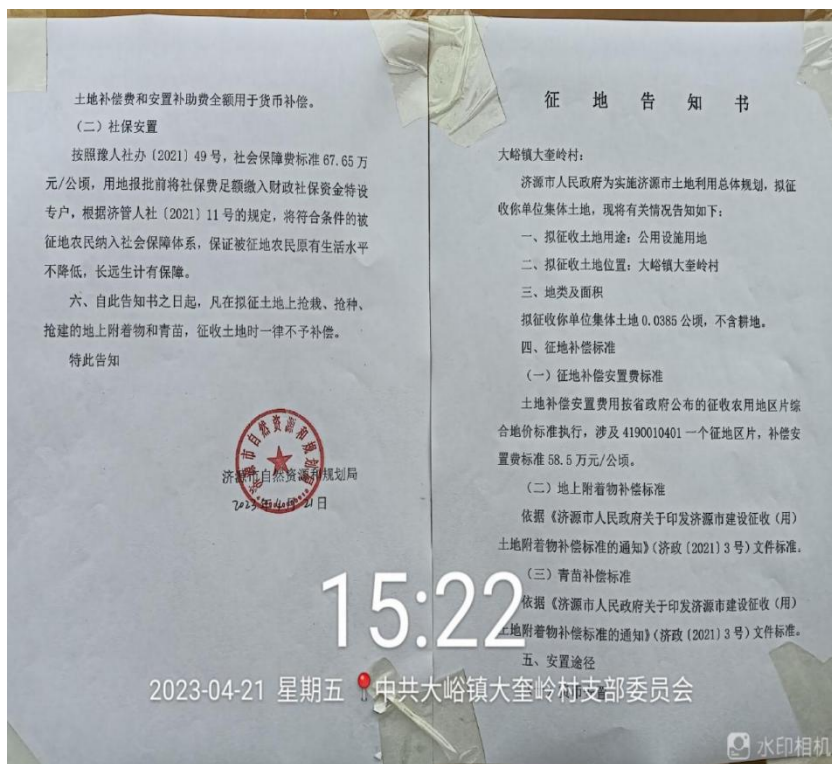 征地告知书
大峪镇大奎岭村：
济源市人民政府为实施济源市土地利用总体规划，拟征
收你单位集体土地，现将有关情况告知如下：
一、拟征收土地用途：公用设施用地
二、拟征收土地位置：大峪镇大奎岭村
三、地类及面积
拟征收你单位集体土地0.0385公顷，不含耕地。
四、征地补偿标准
（一）征地补偿安置费标准
土地补偿安置费用按省政府公布的征收农用地区片综
合地价标准执行，涉及4190010401一个征地区片，补偿安
置费标准58.5万元/公顷。
（二）地上附着物补偿标准
依据《济源市人民政府关于印发济源市建设征收（用）
土地附着物补偿标准的通知》（济政〔2021〕3号）文件标准。
（三）青苗补偿标准
依据《济源市人民政府关于印发济源市建设征收（用）
土地附着物补偿标准的通知》（济政〔2021〕3号）文件标准。
五、安置途径
土地补偿费和安置补助费全额用于货币补偿。
（二）社保安置
按照豫人社办〔2021〕49号，社会保障费标准67.65万
元/公顷，用地报批前将社保费足额缴入财政社保资金特设
专户，根据济管人社〔2021〕11号的规定，将符合条件的被
征地农民纳入社会保障体系，保证被征地农民原有生活水平
不降低，长远生计有保障。
六、自此告知书之日起，凡在拟征土地上抢栽、抢种、
抢建的地上附着物和青苗，征收土地时一律不予补偿。
特此告知
济源市自然资源和规划局
济源市自然资源和规划局
2023年04月21日
15:22
2023-04-21 星期五 中共大峪镇大奎岭村支部委员会
水印相机